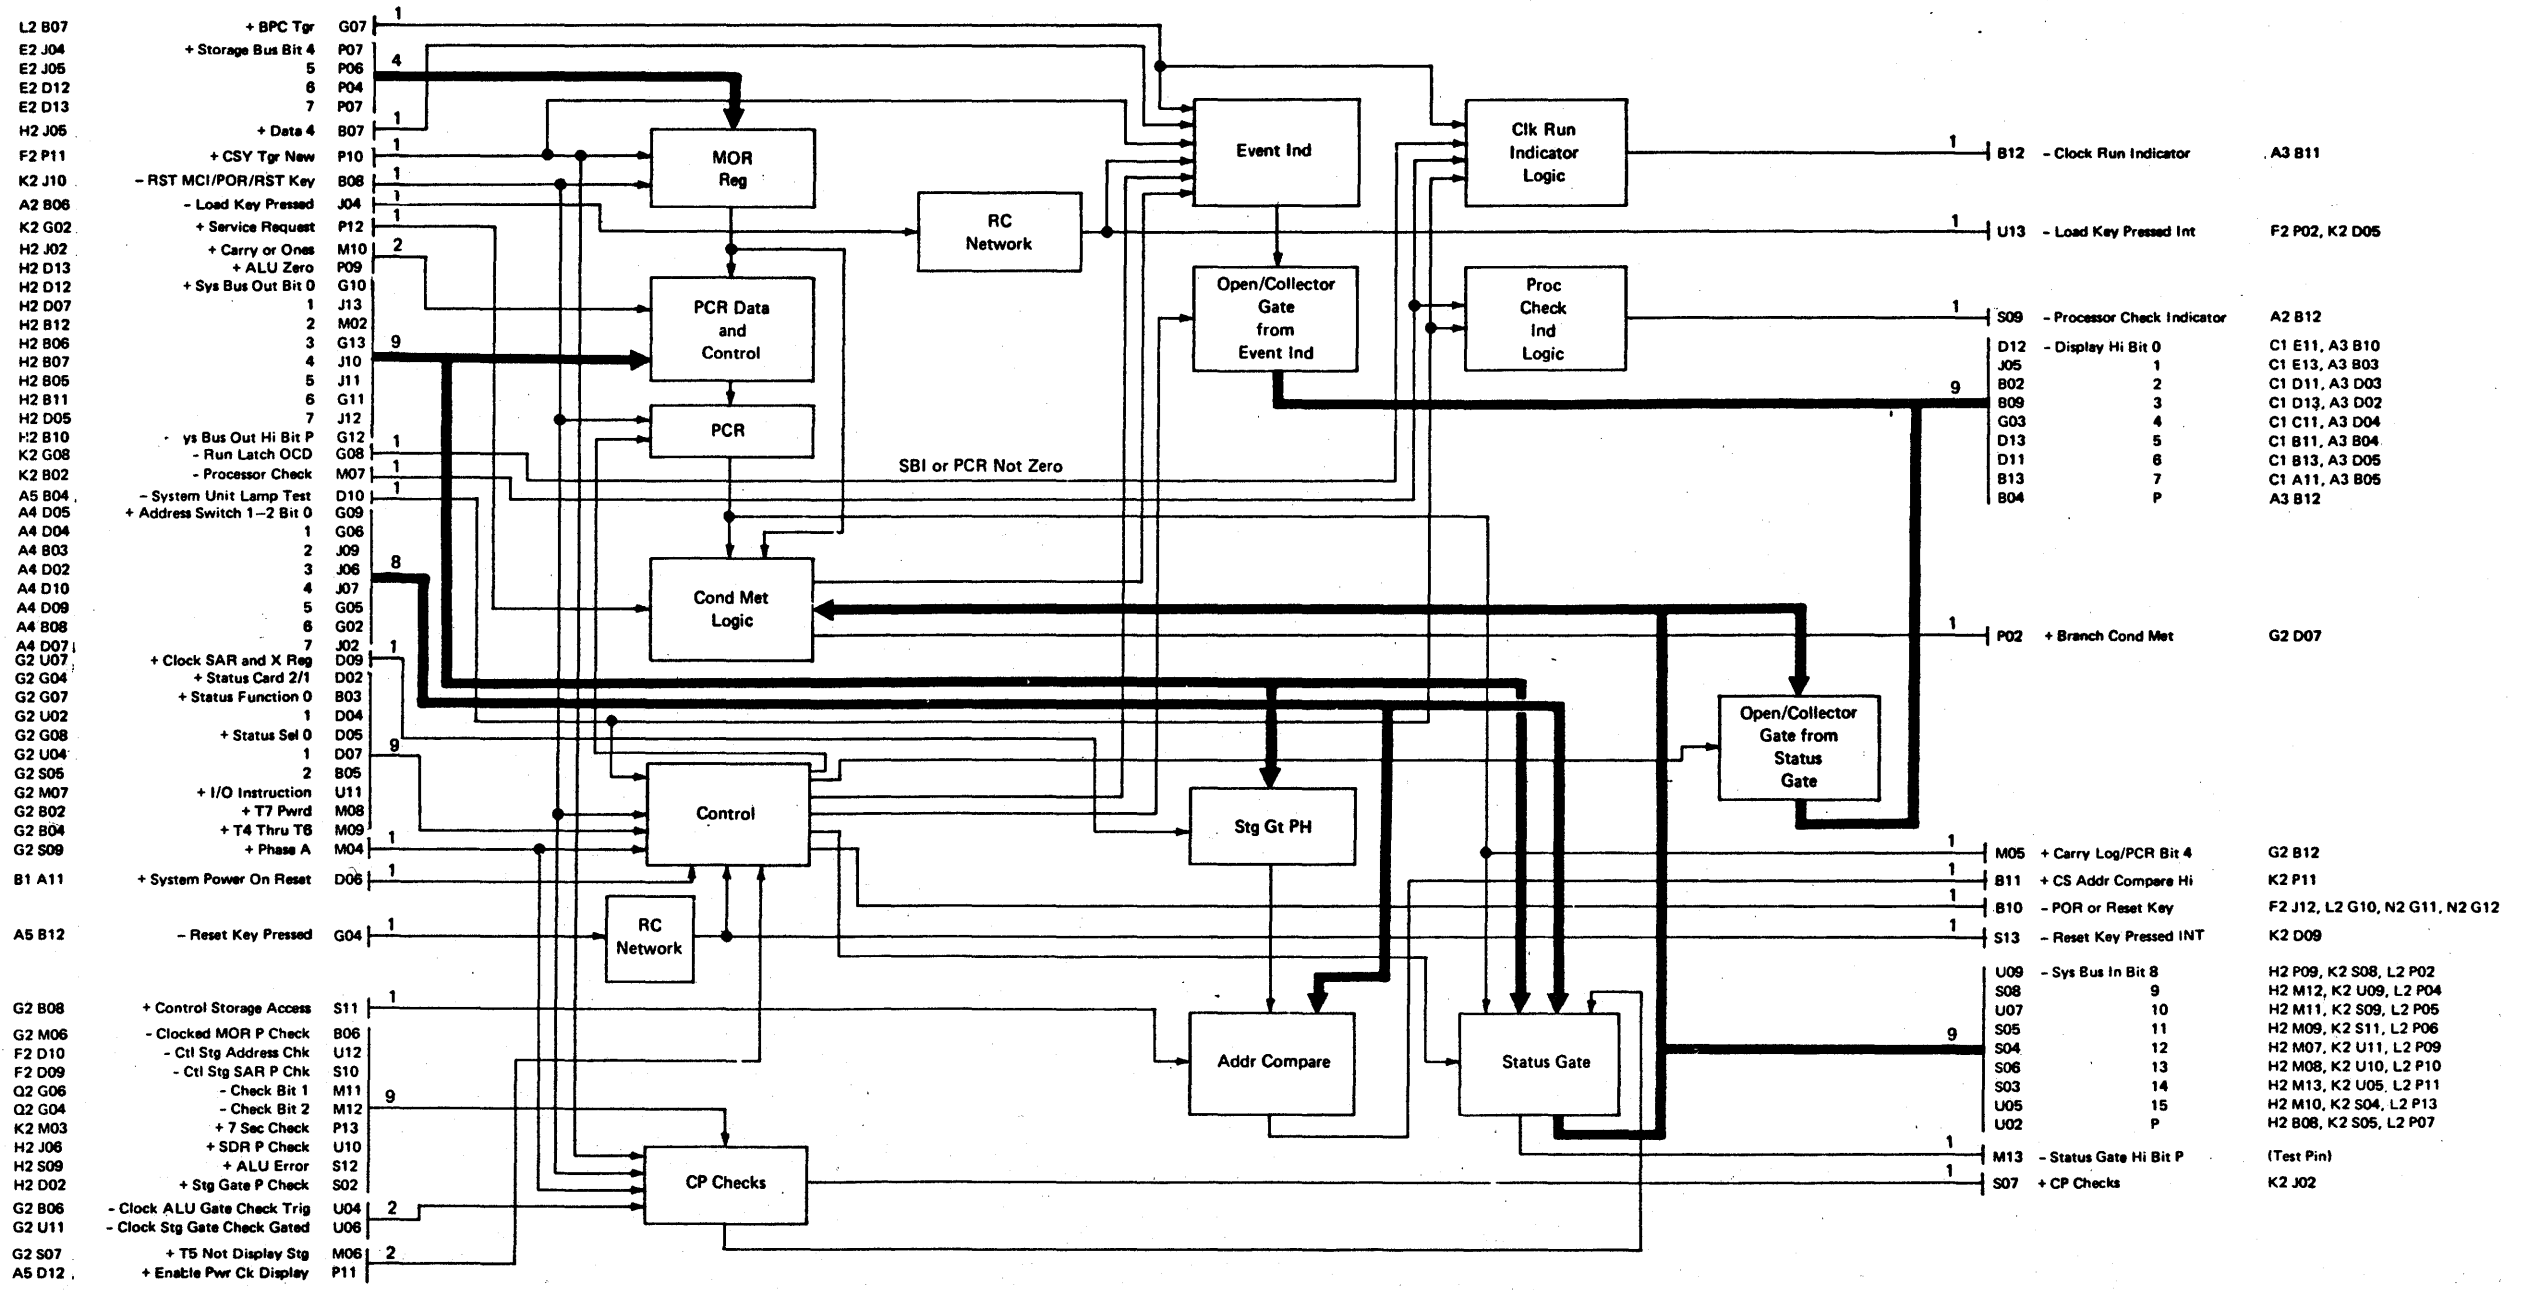 L2 B07 + BPC Tgr G07 1
E2 J04 + Storage Bus Bit 4 P07
E2 J05 5 P06 4
E2 D12 6 P04
E2 D13 7 P07
H2 J05 + Data 4 B07 1
F2 P11 + CSY Tgr New P10 1
K2 J10 - RST MCI/POR/RST Key B08 1
A2 B06 - Load Key Pressed J04 1
K2 G02 + Service Request P12 1
H2 J02 + Carry or Ones M10 2
H2 D13 + ALU Zero P09
H2 D12 + Sys Bus Out Bit 0 G10
H2 D07 1 J13
H2 B12 2 M02
H2 B06 3 G13 9
H2 B07 4 J10
H2 B05 5 J11
H2 B11 6 G11
H2 D05 7 J12
H2 B10 ys Bus Out Hi Bit P G12
K2 G08 - Run Latch OCD G08 1
K2 B02 - Processor Check M07 1
A5 B04 - System Unit Lamp Test D10 1
A4 D05 + Address Switch 1-2 Bit 0 G09
A4 D04 1 G06
A4 B03 2 J09
A4 D02 3 J06 8
A4 D10 4 J07
A4 D09 5 G05
A4 B08 6 G02
A4 D07 7 J02
G2 U07 + Clock SAR and X Reg D09 1
G2 G04 + Status Card 2/1 D02
G2 G07 + Status Function 0 B03
G2 U02 1 D04
G2 G08 + Status Sel 0 D05
G2 U04 1 D07 9
G2 S05 2 B05
G2 M07 + I/O Instruction U11
G2 B02 + T7 Pwrd M08
G2 B04 + T4 Thru T6 M09
G2 S09 + Phase A M04 1
B1 A11 + System Power On Reset D06 1
A5 B12 - Reset Key Pressed G04 1
G2 B08 + Control Storage Access S11 1
G2 M06 - Clocked MOR P Check B06
F2 D10 - Ctl Stg Address Chk U12
F2 D09 - Ctl Stg SAR P Chk S10
Q2 G06 - Check Bit 1 M11
Q2 G04 - Check Bit 2 M12 9
K2 M03 + 7 Sec Check P13
H2 J06 + SDR P Check U10
H2 S09 + ALU Error S12
H2 D02 + Stg Gate P Check S02
G2 B06 - Clock ALU Gate Check Trig U04 2
G2 U11 - Clock Stg Gate Check Gated U06
G2 S07 + T5 Not Display Stg M06 2
A5 D12 + Enable Pwr Ck Display P11
MOR
Reg
PCR Data
and
Control
PCR
SBI or PCR Not Zero
Cond Met
Logic
Control
RC
Network
CP Checks
RC
Network
Event Ind
Open/Collector
Gate
from
Event Ind
Clk Run
Indicator
Logic
Proc
Check
Ind
Logic
Open/Collector
Gate from
Status
Gate
Stg Gt PH
Addr Compare
Status Gate
1 B12 - Clock Run Indicator A3 B11
1 U13 - Load Key Pressed Int F2 P02, K2 D05
1 S09 - Processor Check Indicator A2 B12
D12 - Display Hi Bit 0 C1 E11, A3 B10
J05 1 C1 E13, A3 B03
B02 2 C1 D11, A3 D03
9 B09 3 C1 D13, A3 D02
G03 4 C1 C11, A3 D04
D13 5 C1 B11, A3 B04
D11 6 C1 B13, A3 D05
B13 7 C1 A11, A3 B05
B04 P A3 B12
1 P02 + Branch Cond Met G2 D07
1 M05 + Carry Log/PCR Bit 4 G2 B12
1 B11 + CS Addr Compare Hi K2 P11
1 B10 - POR or Reset Key F2 J12, L2 G10, N2 G11, N2 G12
1 S13 - Reset Key Pressed INT K2 D09
U09 - Sys Bus In Bit 8 H2 P09, K2 S08, L2 P02
S08 9 H2 M12, K2 U09, L2 P04
U07 10 H2 M11, K2 S09, L2 P05
S05 11 H2 M09, K2 S11, L2 P06
9 S04 12 H2 M07, K2 U11, L2 P09
S06 13 H2 M08, K2 U10, L2 P10
S03 14 H2 M13, K2 U05, L2 P11
U05 15 H2 M10, K2 S04, L2 P13
U02 P H2 B08, K2 S05, L2 P07
1 M13 - Status Gate Hi Bit P (Test Pin)
1 S07 + CP Checks K2 J02